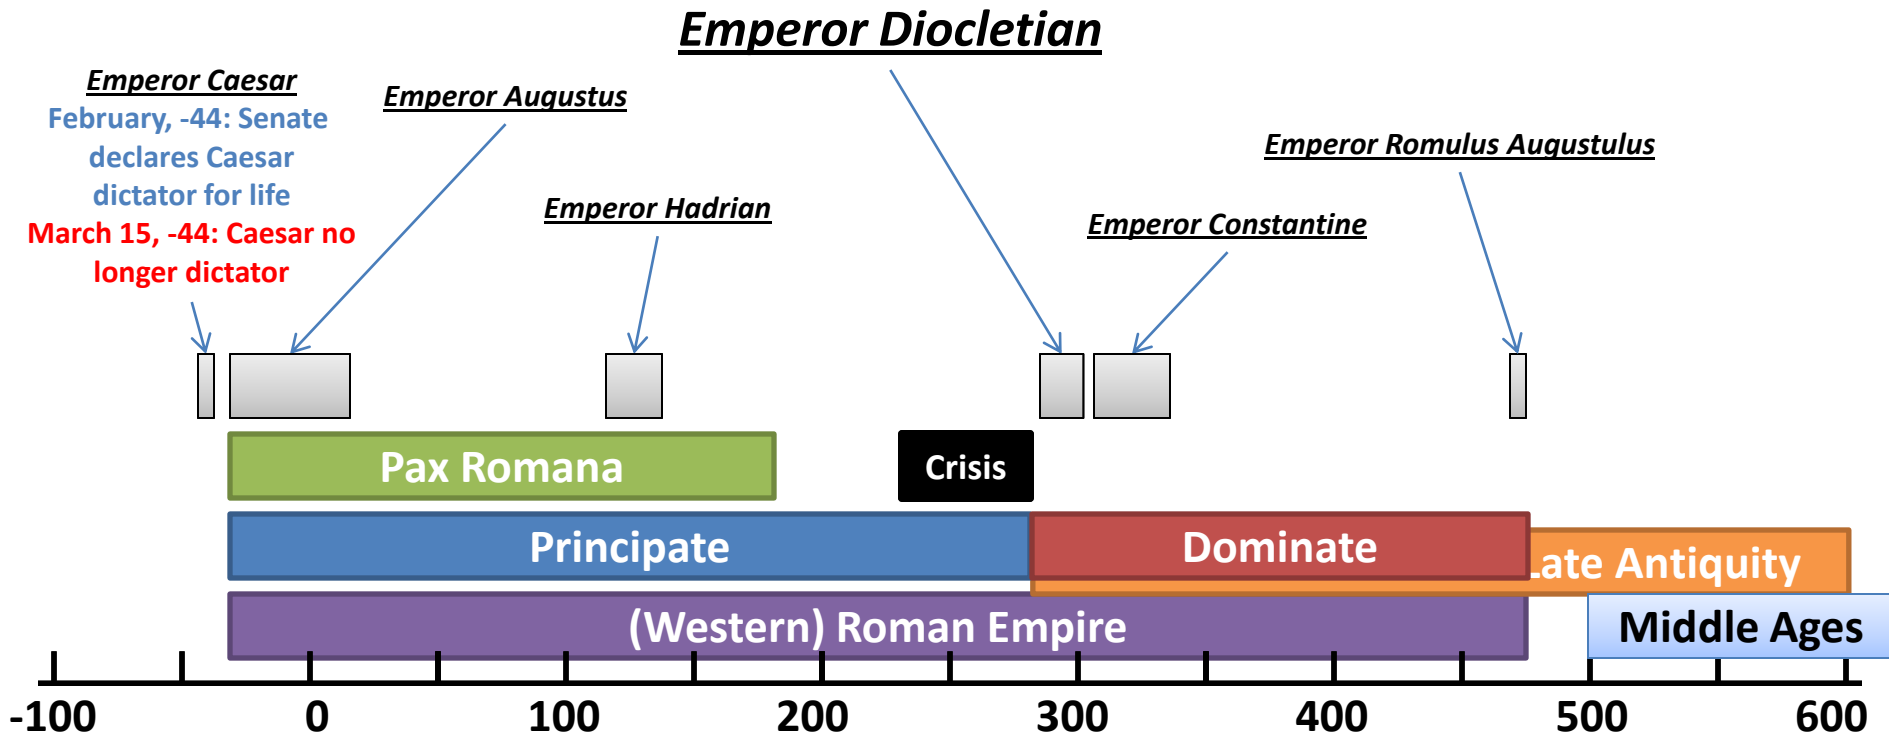 Emperor Diocletian
Emperor Caesar
February, -44: Senate
declares Caesar
dictator for life
March 15, -44: Caesar no
longer dictator
Emperor Augustus
Emperor Hadrian
Emperor Romulus Augustulus
Emperor Constantine
Pax Romana
Crisis
Principate
Dominate
Late Antiquity
(Western) Roman Empire
Middle Ages
-100 0 100 200 300 400 500 600